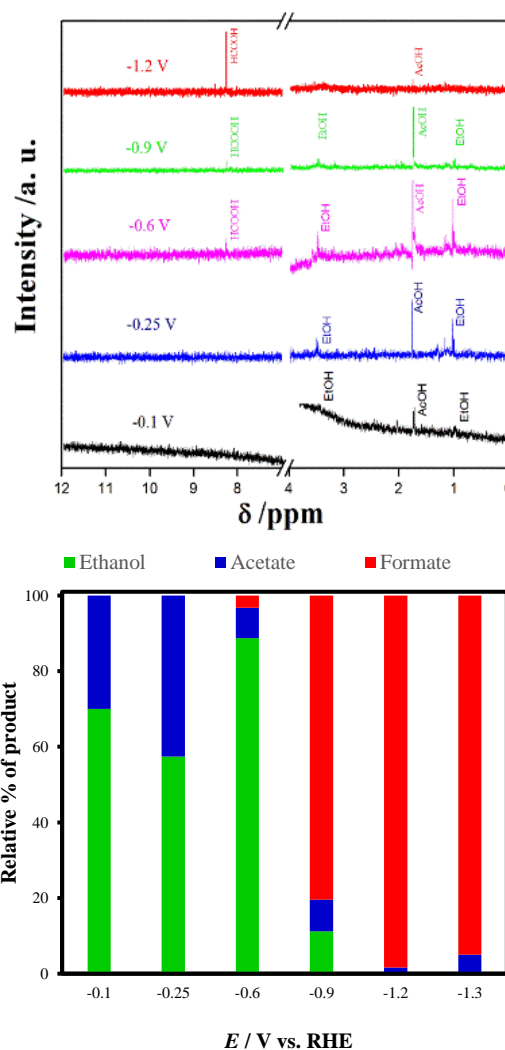 Intensity /a. u.
-1.2 V
HCOOH
AcOH
-0.9 V
HCOOH
EtOH
AcOH
EtOH
-0.6 V
HCOOH
EtOH
AcOH
EtOH
-0.25 V
EtOH
AcOH
EtOH
-0.1 V
EtOH
AcOH
EtOH
12 11 10 9 8 4 3 2 1 0
δ /ppm
Ethanol Acetate Formate
Relative % of product
100
80
60
40
20
0
-0.1 -0.25 -0.6 -0.9 -1.2 -1.3
E / V vs. RHE